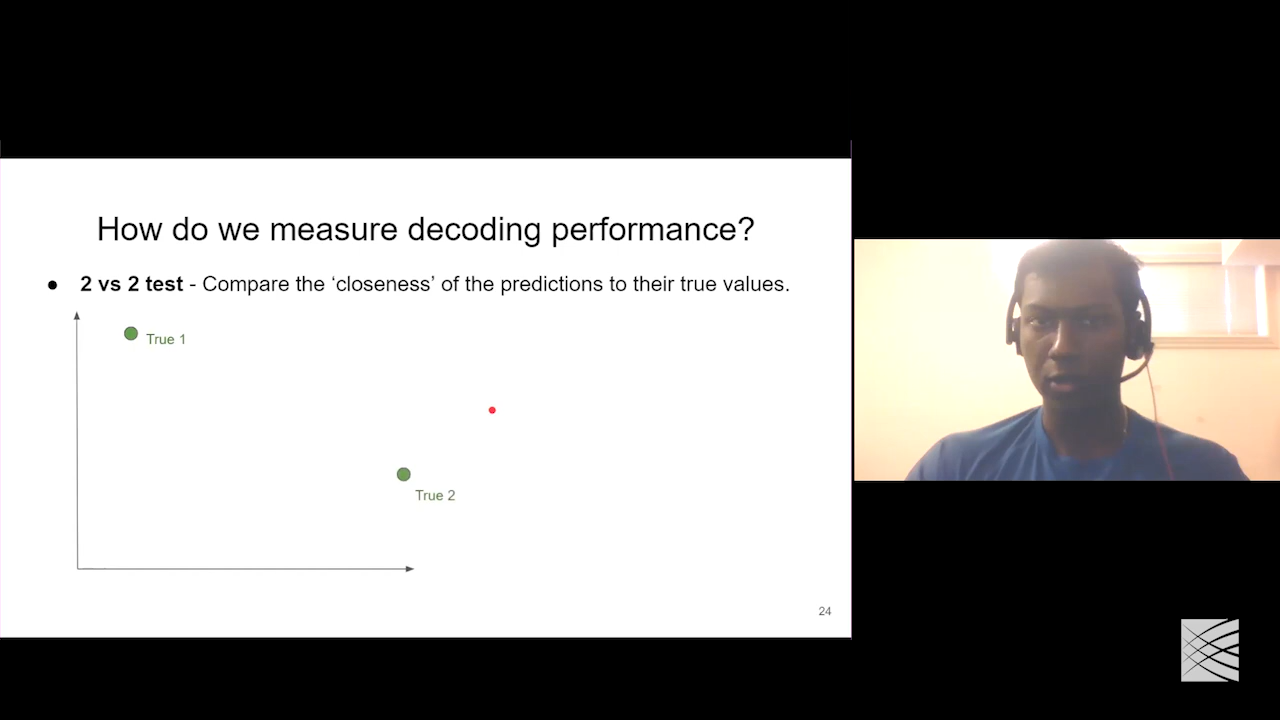 How do we measure decoding performance?
● 2 vs 2 test - Compare the ‘closeness’ of the predictions to their true values.
True 1
True 2
24